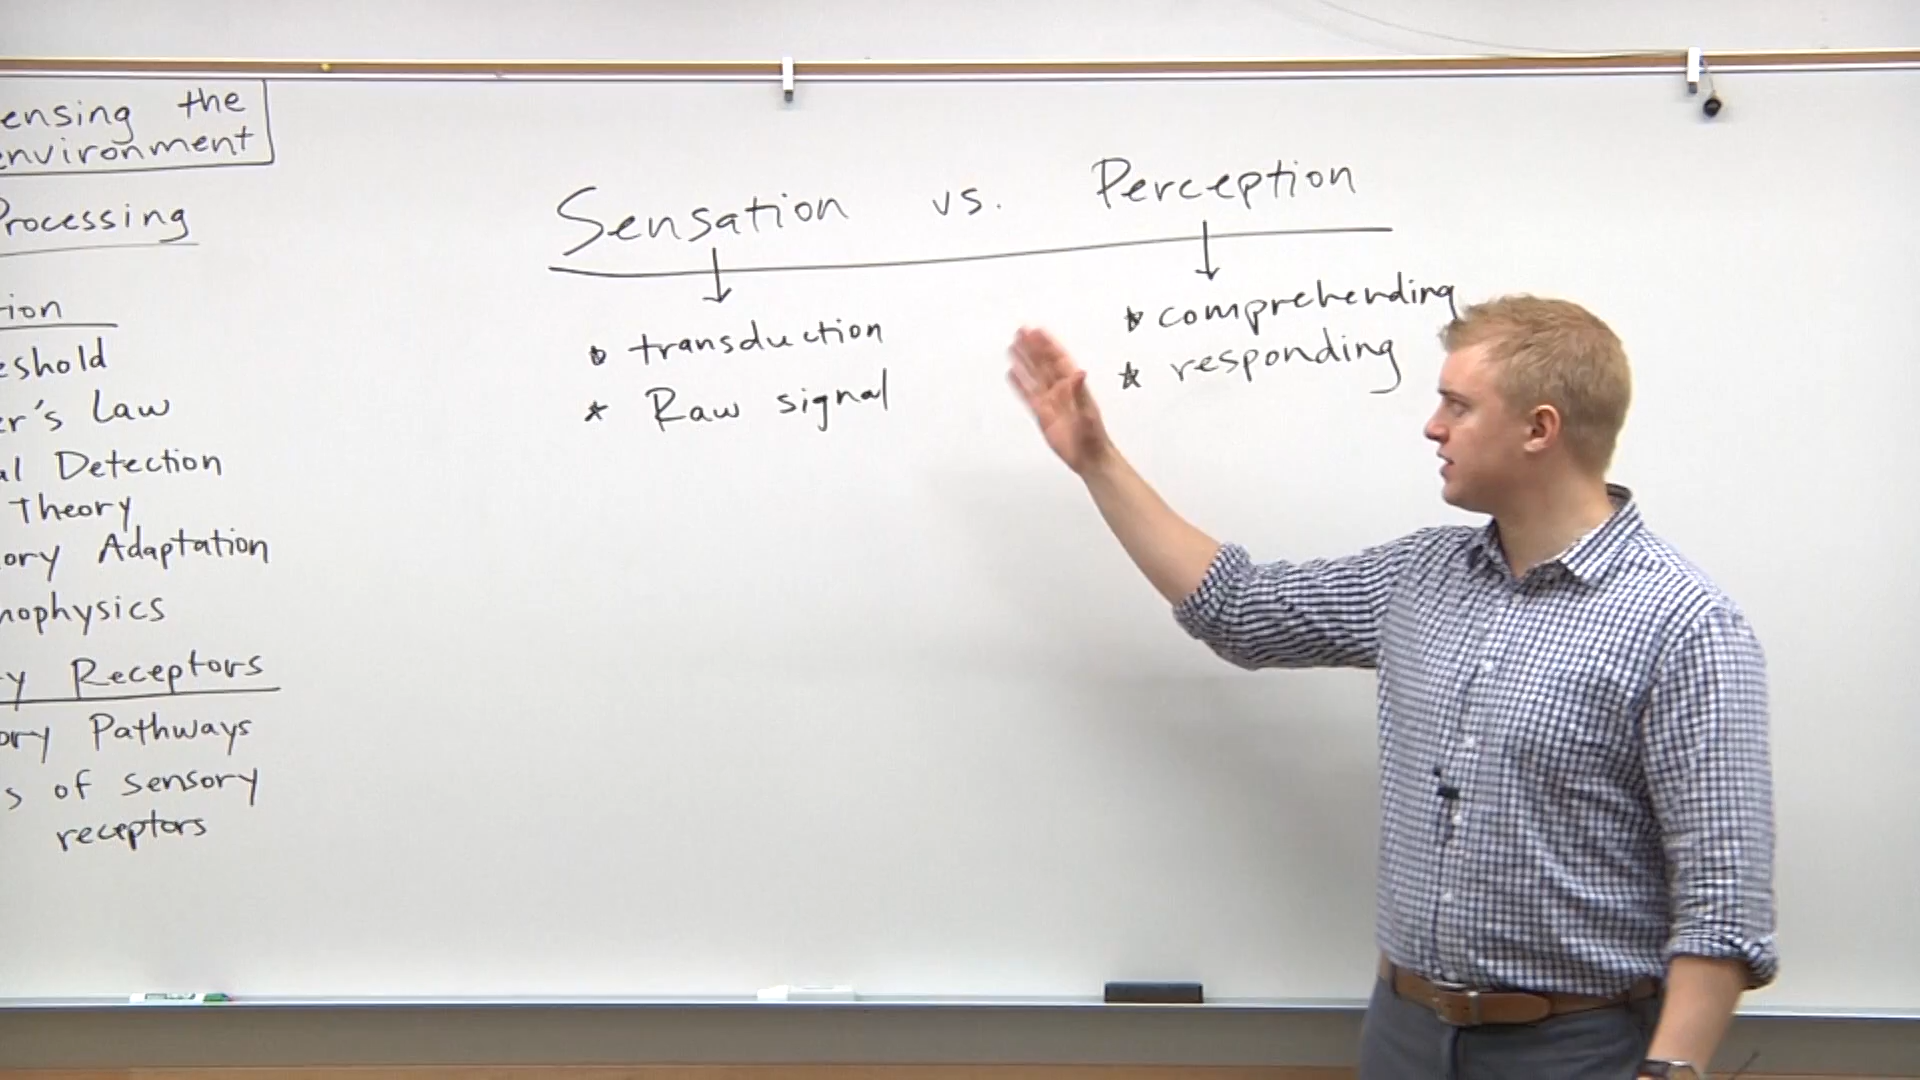 ensing the
environment
Processing
tion
eshold
er's Law
al Detection
Theory
ory Adaptation
hophysics
y Receptors
ory Pathways
s of sensory
receptors
Sensation vs. Perception
transduction
Raw signal
comprehending
responding